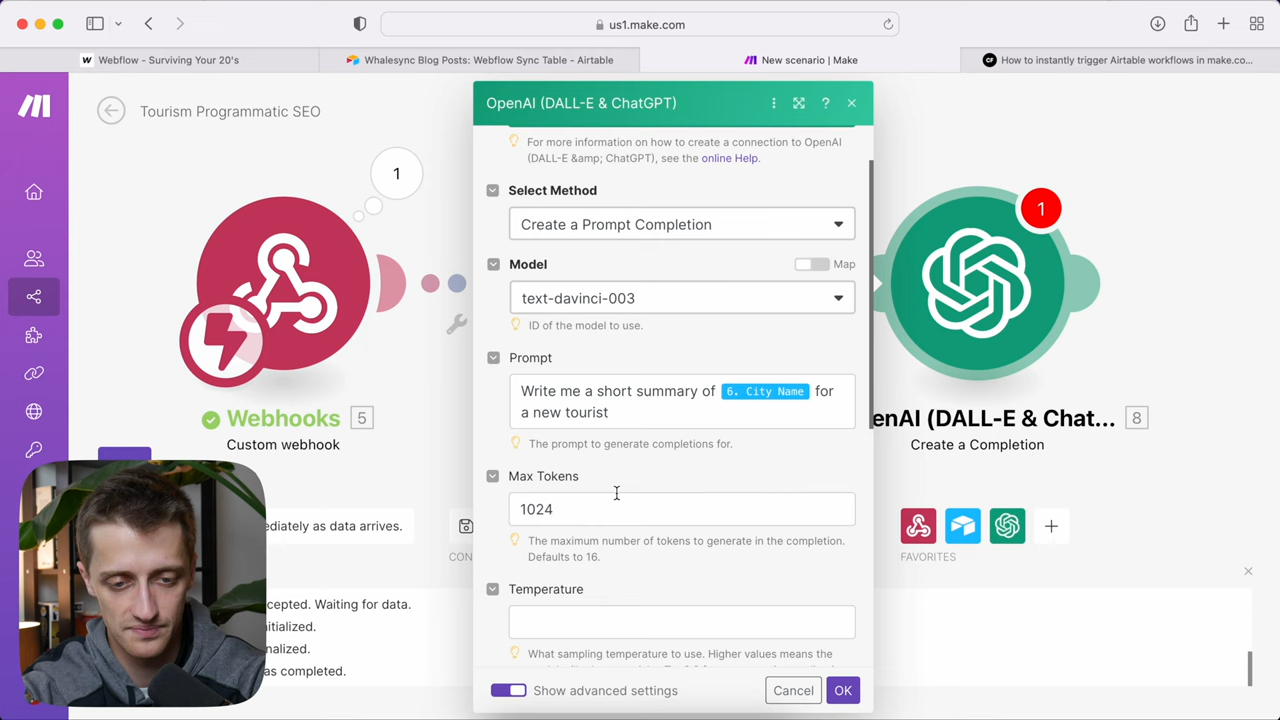 us1.make.com
Webflow - Surviving Your 20's
Whalesync Blog Posts: Webflow Sync Table - Airtable
New scenario | Make
How to instantly trigger Airtable workflows in make.co...
Tourism Programmatic SEO
OpenAI (DALL-E & ChatGPT)
For more information on how to create a connection to OpenAI
(DALL-E &amp; ChatGPT), see the online Help.
Select Method
Create a Prompt Completion
Model
Map
text-davinci-003
ID of the model to use.
Prompt
Write me a short summary of 6. City Name for
a new tourist
The prompt to generate completions for.
Max Tokens
1024
The maximum number of tokens to generate in the completion.
Defaults to 16.
Temperature
What sampling temperature to use. Higher values means the
Show advanced settings
Cancel
OK
1
Webhooks 5
Custom webhook
1
enAI (DALL-E & Chat... 8
Create a Completion
ediately as data arrives.
CON
FAVORITES
cepted. Waiting for data.
itialized.
nalized.
as completed.